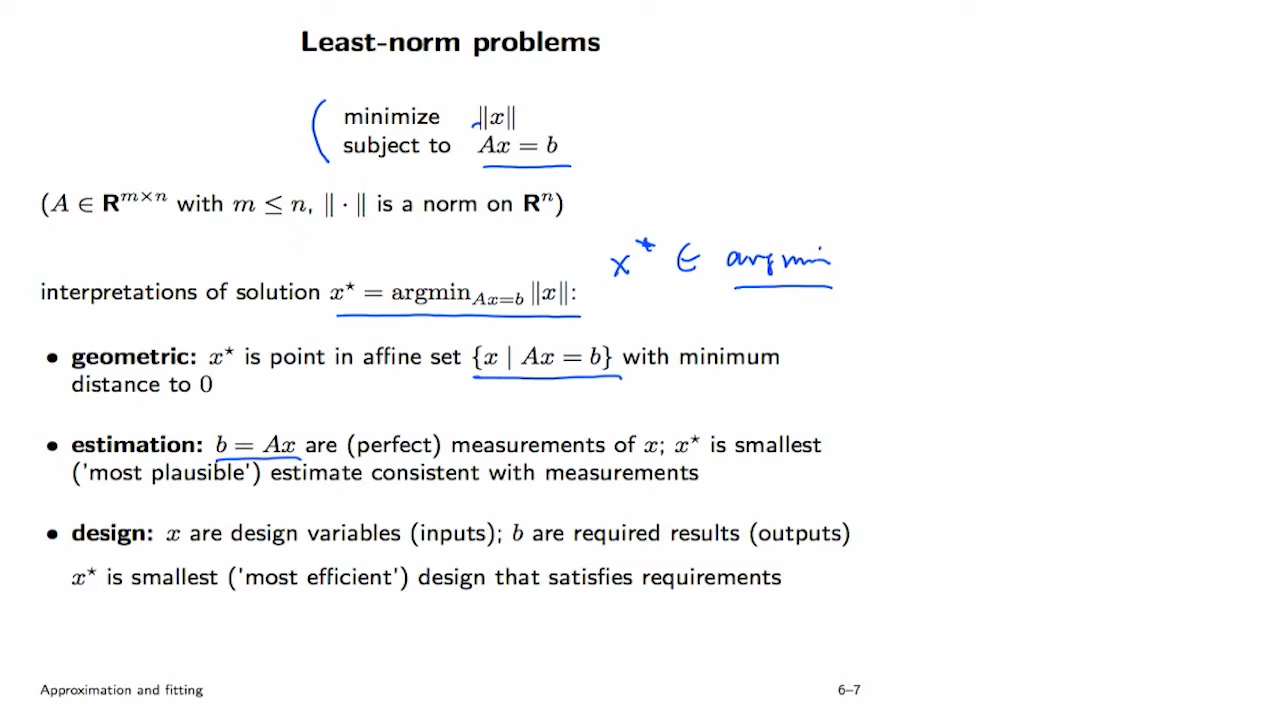 Least-norm problems
minimize ‖x‖
subject to Ax = b
(A ∈ R^{m×n} with m ≤ n, ‖ · ‖ is a norm on R^n)
x* ∈ argmin
interpretations of solution x⋆ = argmin_{Ax=b} ‖x‖:
• geometric: x⋆ is point in affine set {x | Ax = b} with minimum
distance to 0
• estimation: b = Ax are (perfect) measurements of x; x⋆ is smallest
('most plausible') estimate consistent with measurements
• design: x are design variables (inputs); b are required results (outputs)
x⋆ is smallest ('most efficient') design that satisfies requirements
Approximation and fitting 6–7